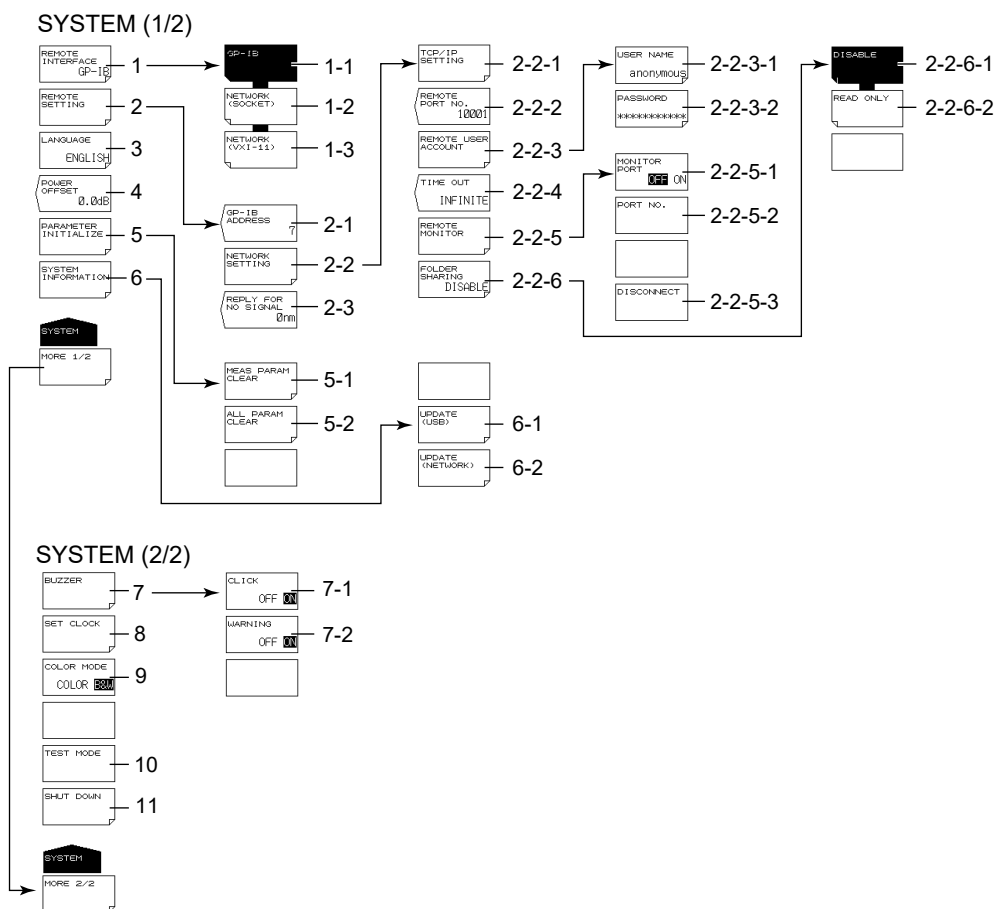 SYSTEM (1/2)
REMOTE
INTERFACE
GP-IB
1
REMOTE
SETTING
2
LANGUAGE
ENGLISH
3
POWER
OFFSET
0.0dB
4
PARAMETER
INITIALIZE
5
SYSTEM
INFORMATION
6
SYSTEM
MORE 1/2
GP-IB
1-1
NETWORK
(SOCKET)
1-2
NETWORK
(VXI-11)
1-3
GP-IB
ADDRESS
7
2-1
NETWORK
SETTING
2-2
REPLY FOR
NO SIGNAL
0nm
2-3
MEAS PARAM
CLEAR
5-1
ALL PARAM
CLEAR
5-2
TCP/IP
SETTING
2-2-1
REMOTE
PORT NO.
10001
2-2-2
REMOTE USER
ACCOUNT
2-2-3
TIME OUT
INFINITE
2-2-4
REMOTE
MONITOR
2-2-5
FOLDER
SHARING
DISABLE
2-2-6
UPDATE
(USB)
6-1
UPDATE
(NETWORK)
6-2
USER NAME
anonymous
2-2-3-1
PASSWORD
***********
2-2-3-2
MONITOR
PORT
OFF ON
2-2-5-1
PORT NO.
2-2-5-2
DISCONNECT
2-2-5-3
DISABLE
2-2-6-1
READ ONLY
2-2-6-2
SYSTEM (2/2)
BUZZER
7
SET CLOCK
8
COLOR MODE
COLOR B&W
9
TEST MODE
10
SHUT DOWN
11
SYSTEM
MORE 2/2
CLICK
OFF ON
7-1
WARNING
OFF ON
7-2